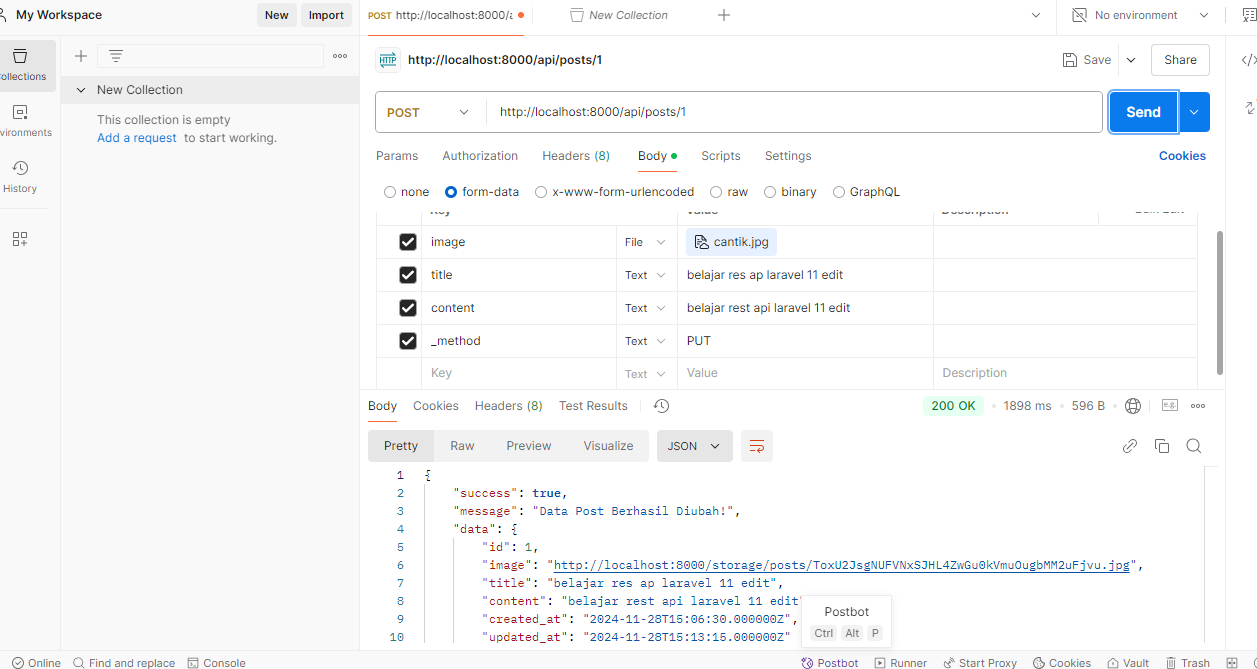 My Workspace
New
Import
POST http://localhost:8000/a
New Collection
No environment
Collections
New Collection
This collection is empty
Add a request to start working.
History
http://localhost:8000/api/posts/1
Save
Share
POST
http://localhost:8000/api/posts/1
Send
Params
Authorization
Headers (8)
Body
Scripts
Settings
Cookies
none
form-data
x-www-form-urlencoded
raw
binary
GraphQL
Key
Value
Description
Bulk Edit
image
File
cantik.jpg
title
Text
belajar res ap laravel 11 edit
content
Text
belajar rest api laravel 11 edit
_method
Text
PUT
Key
Text
Value
Description
Body
Cookies
Headers (8)
Test Results
200 OK
1898 ms
596 B
e.g.
Pretty
Raw
Preview
Visualize
JSON
1 {
2 "success": true,
3 "message": "Data Post Berhasil Diubah!",
4 "data": {
5 "id": 1,
6 "image": "http://localhost:8000/storage/posts/ToxU2JsgNUFVNxSJHL4ZwGu0kVmuOugbMM2uFjvu.jpg",
7 "title": "belajar res ap laravel 11 edit",
8 "content": "belajar rest api laravel 11 edit"
9 "created_at": "2024-11-28T15:06:30.000000Z",
10 "updated_at": "2024-11-28T15:13:15.000000Z"
Postbot
Ctrl Alt P
Online
Find and replace
Console
Postbot
Runner
Start Proxy
Cookies
Vault
Trash